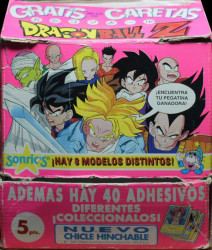 GRATIS CARETAS
DRAGON BALL Z
¡ENCUENTRA
TU PEGATINA
GANADORA!
Sonric's
¡HAY 8 MODELOS DISTINTOS!
ADEMAS HAY 40 ADHESIVOS
DIFERENTES
¡COLECCIONALOS!
5 pts.
NUEVO
CHICLE HINCHABLE